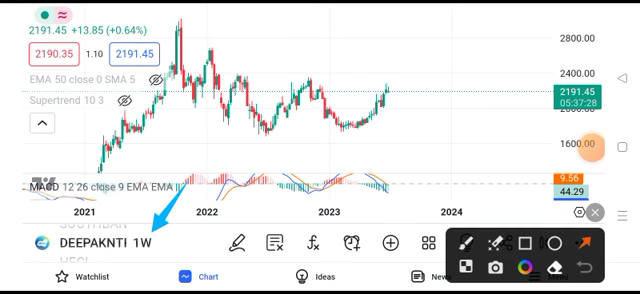 2191.45 +13.85 (+0.64%)
2800.00
2190.35 1.10 2191.45
2400.00
EMA 50 close 0 SMA 5
2191.45
05:37:28
Supertrend 10 3
1600.00
MACD 12 26 close 9 EMA EMA
9.56
44.29
2021 2022 2023 2024
DEEPAKNTI 1W
Watchlist Chart Ideas News Menu